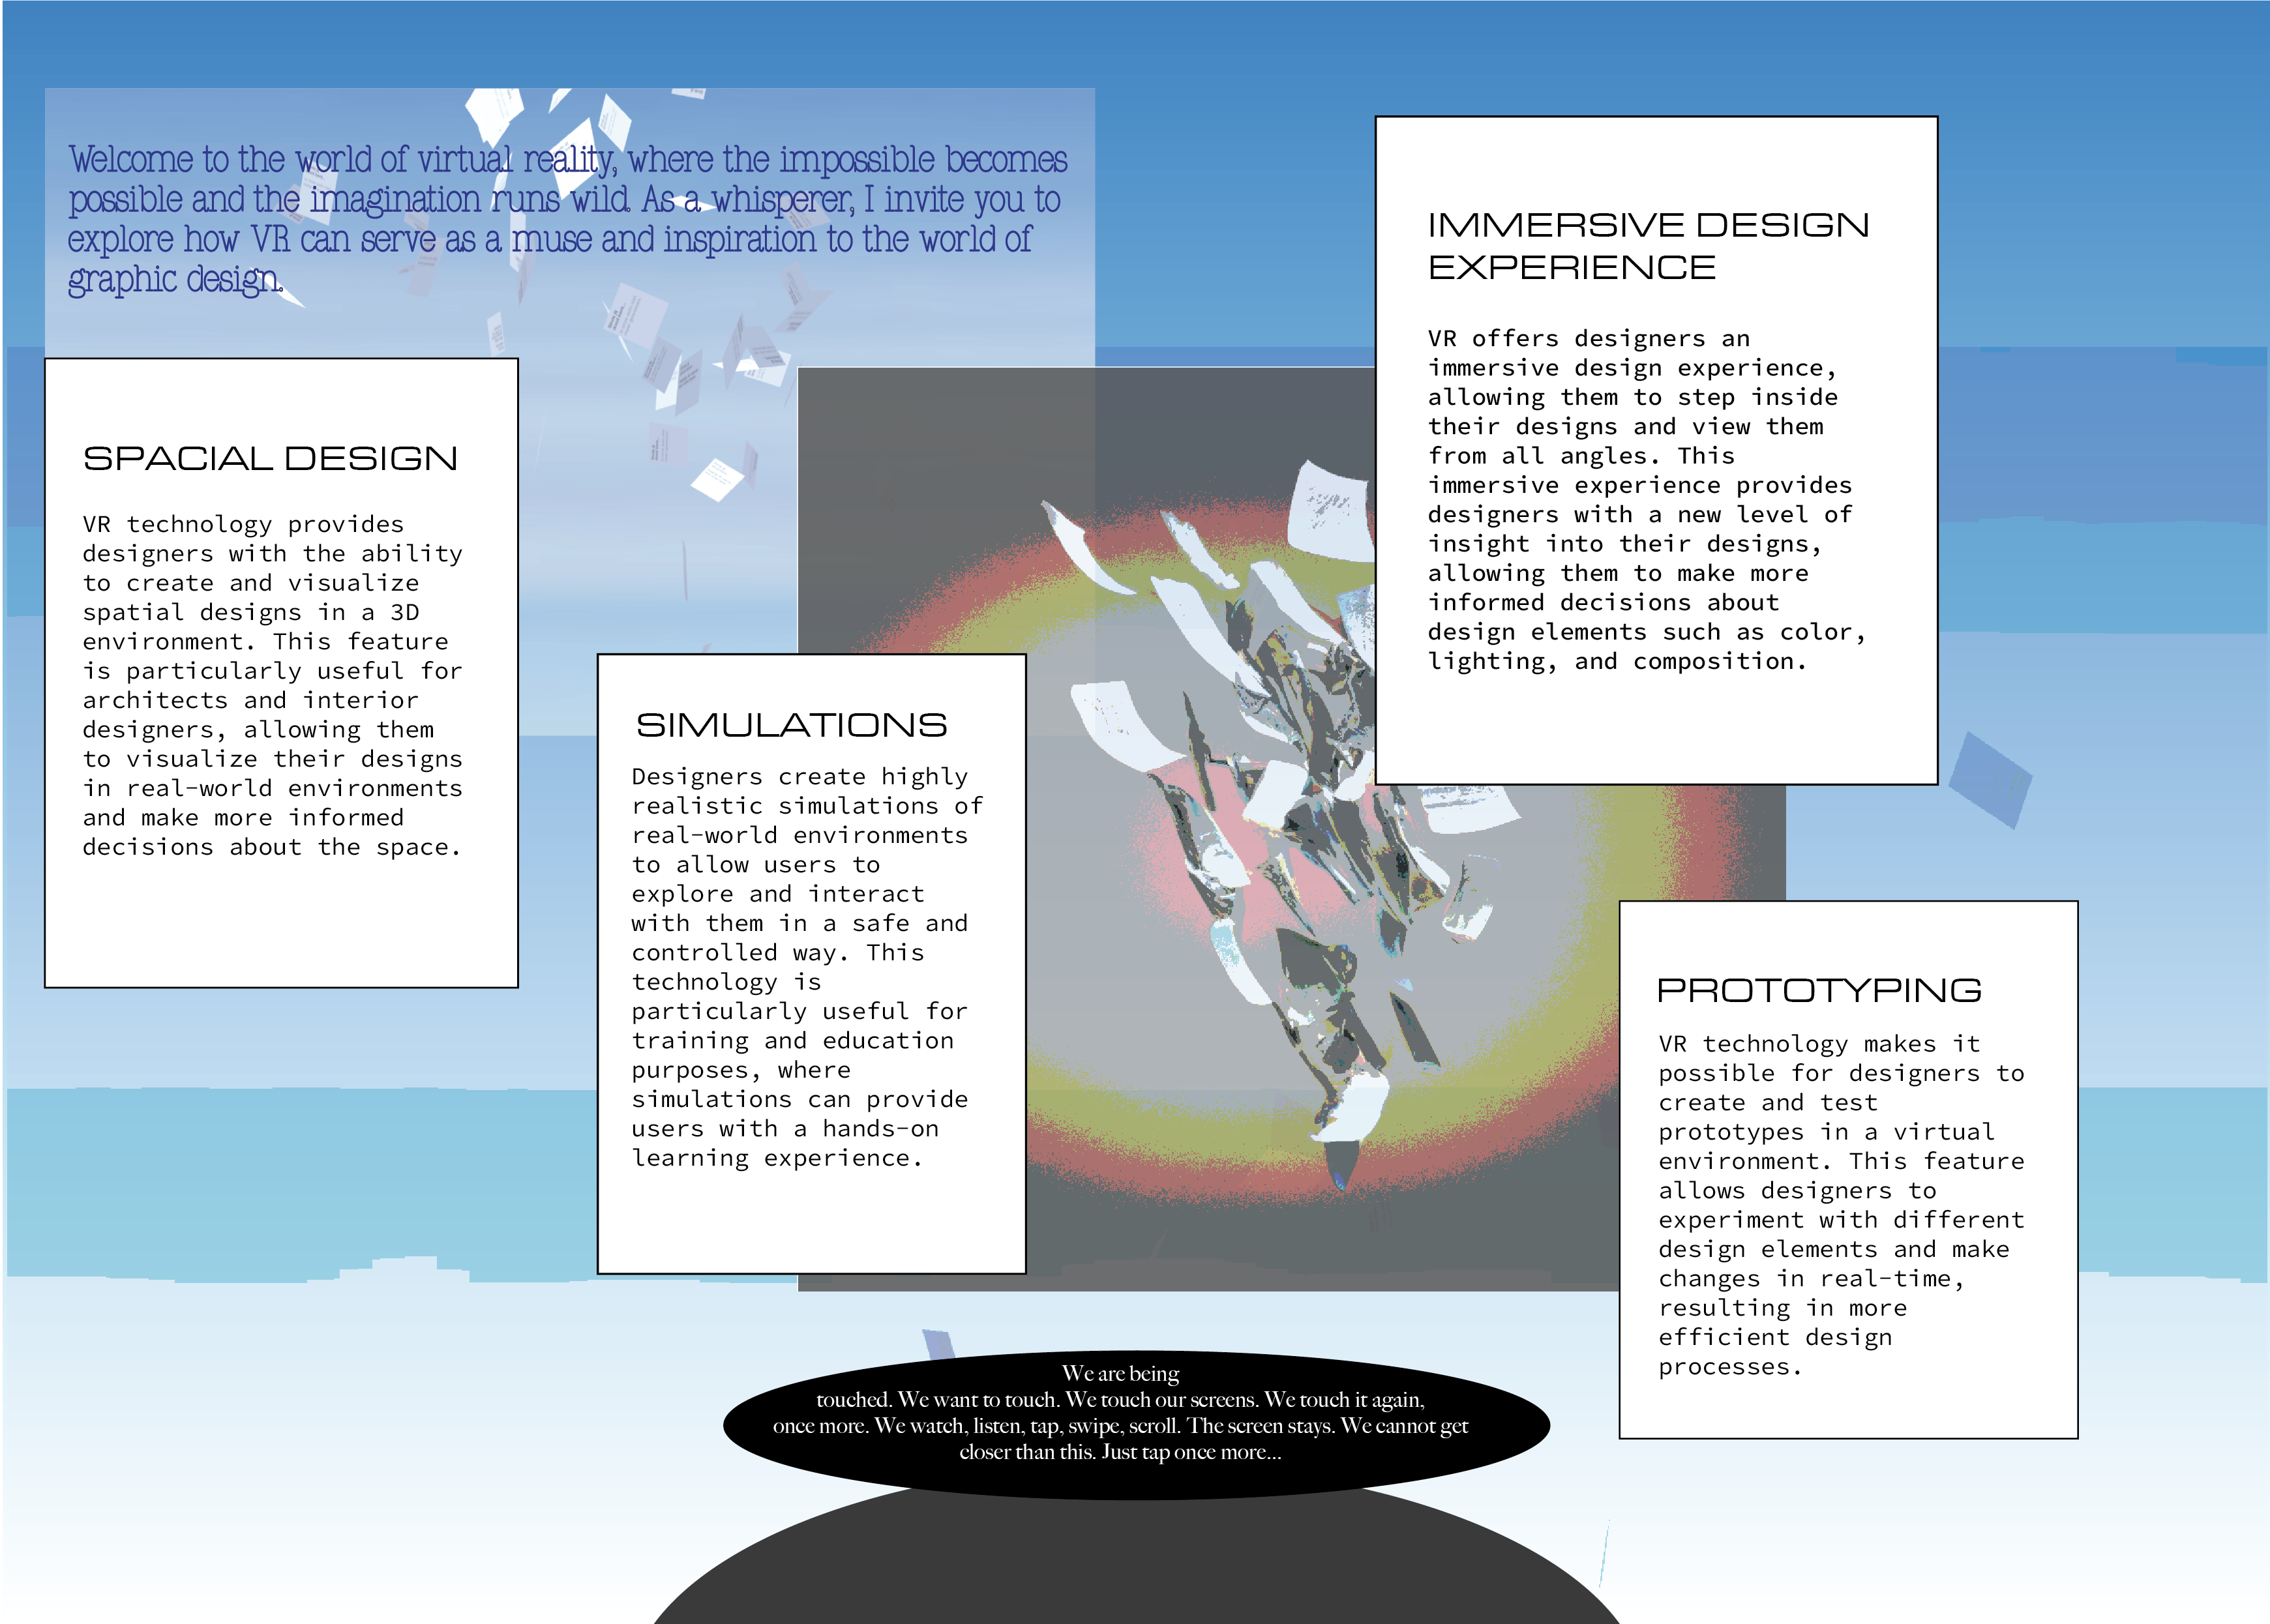 Welcome to the world of virtual reality, where the impossible becomes
possible and the imagination runs wild. As a whisperer, I invite you to
explore how VR can serve as a muse and inspiration to the world of
graphic design.
SPACIAL DESIGN
VR technology provides
designers with the ability
to create and visualize
spatial designs in a 3D
environment. This feature
is particularly useful for
architects and interior
designers, allowing them
to visualize their designs
in real-world environments
and make more informed
decisions about the space.
SIMULATIONS
Designers create highly
realistic simulations of
real-world environments
to allow users to
explore and interact
with them in a safe and
controlled way. This
technology is
particularly useful for
training and education
purposes, where
simulations can provide
users with a hands-on
learning experience.
IMMERSIVE DESIGN
EXPERIENCE
VR offers designers an
immersive design experience,
allowing them to step inside
their designs and view them
from all angles. This
immersive experience provides
designers with a new level of
insight into their designs,
allowing them to make more
informed decisions about
design elements such as color,
lighting, and composition.
PROTOTYPING
VR technology makes it
possible for designers to
create and test
prototypes in a virtual
environment. This feature
allows designers to
experiment with different
design elements and make
changes in real-time,
resulting in more
efficient design
processes.
We are being
touched. We want to touch. We touch our screens. We touch it again,
once more. We watch, listen, tap, swipe, scroll. The screen stays. We cannot get
closer than this. Just tap once more...